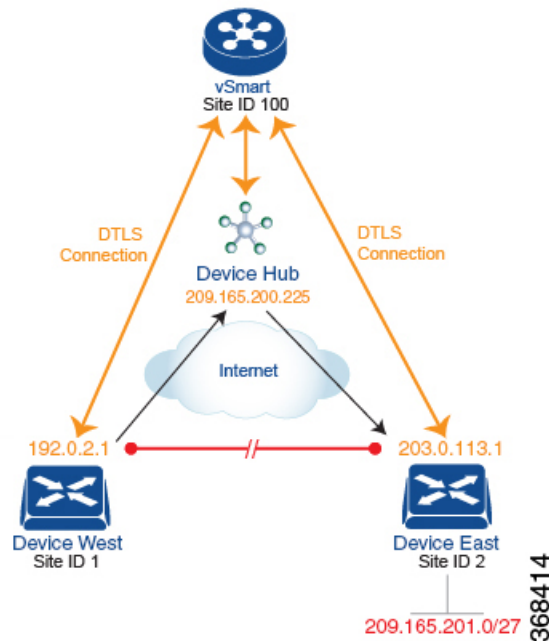 vSmart
Site ID 100
DTLS
Connection
DTLS
Connection
Device Hub
209.165.200.225
Internet
192.0.2.1
203.0.113.1
Device West
Site ID 1
Device East
Site ID 2
209.165.201.0/27
368414